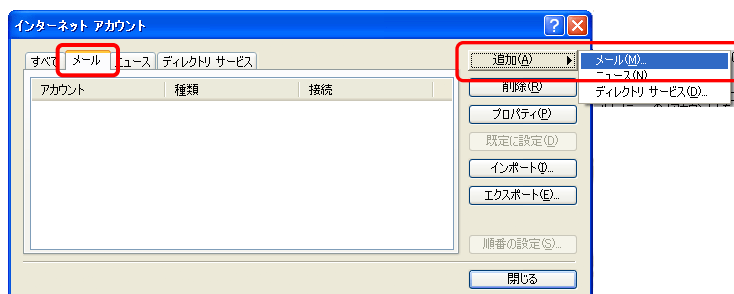 インターネット アカウント
すべて メール ニュース ディレクトリ サービス
アカウント 種類 接続
追加(A)
メール(M)...
ニュース(N)...
ディレクトリ サービス(D)...
削除(R)
プロパティ(P)
既定に設定(D)
インポート(I)...
エクスポート(E)...
順番の設定(S)...
閉じる